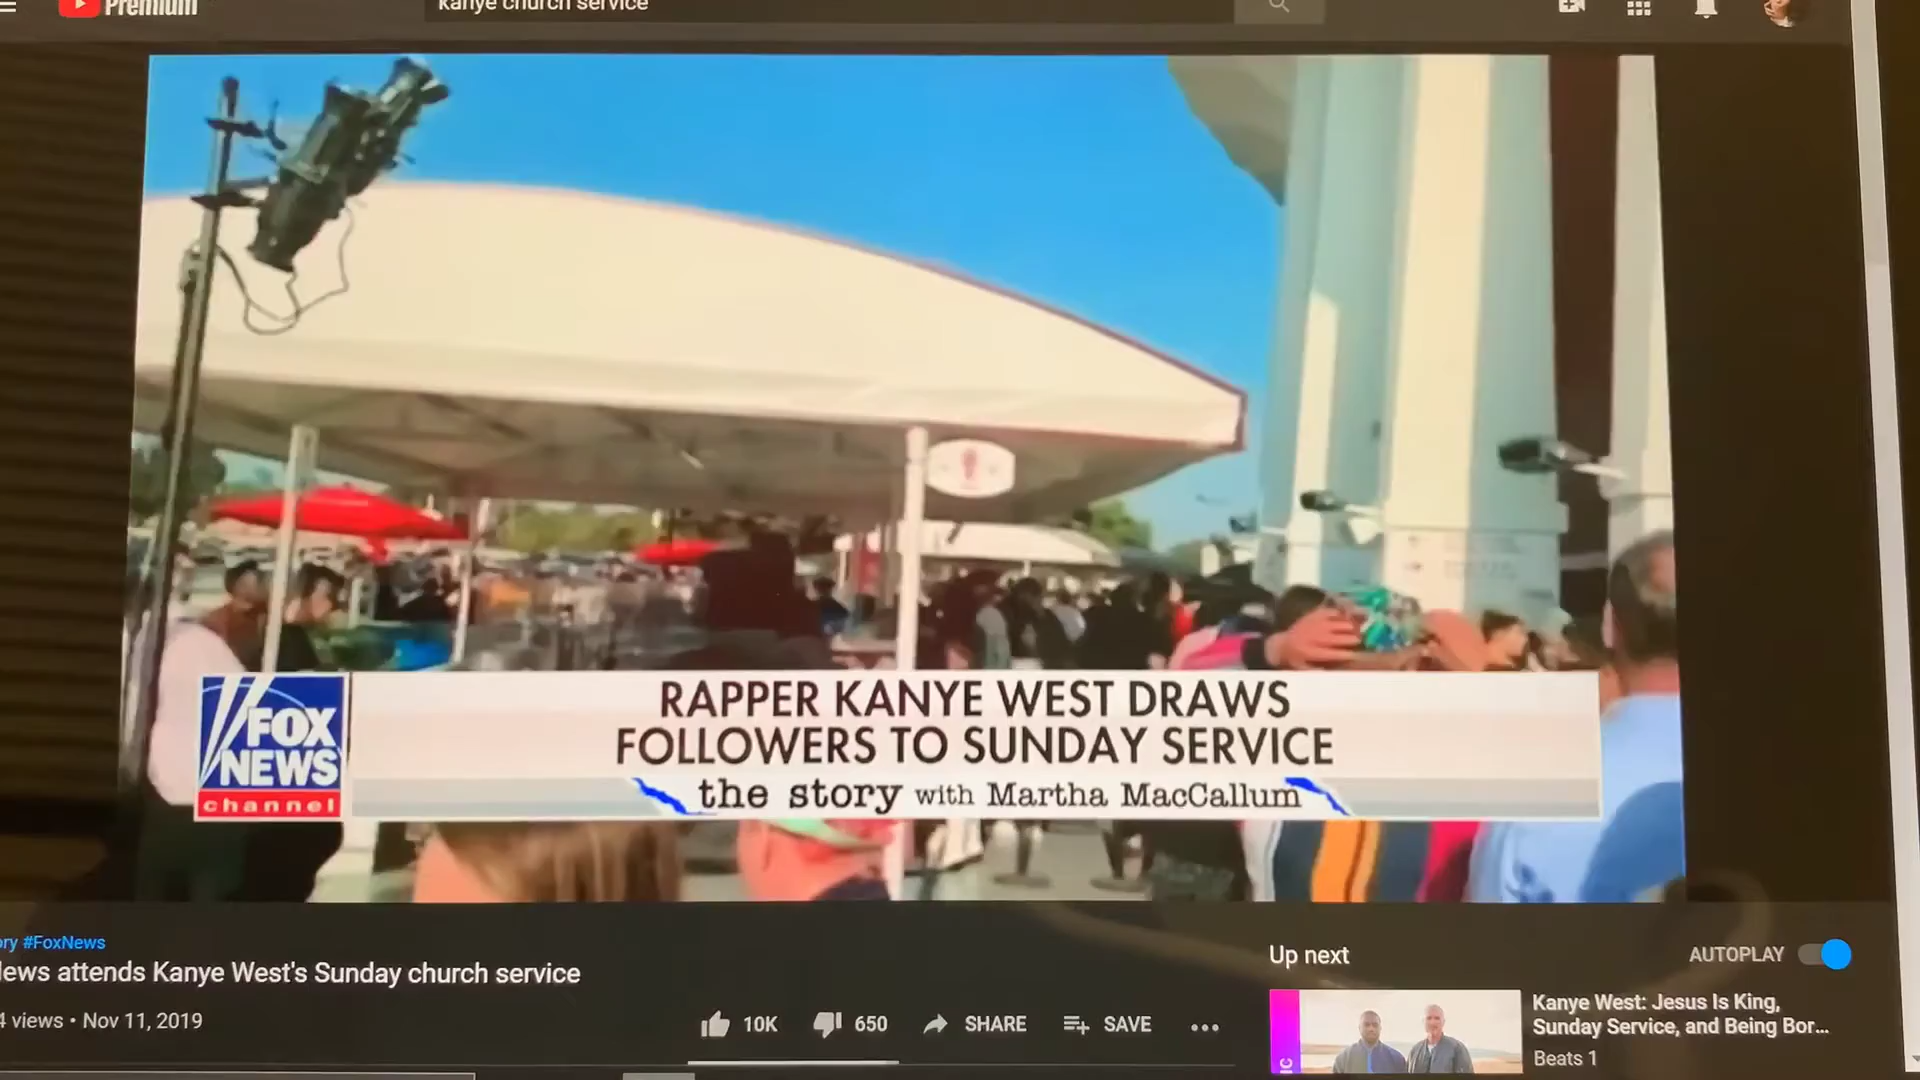 Premium
kanye church service
FOX
NEWS
channel
RAPPER KANYE WEST DRAWS
FOLLOWERS TO SUNDAY SERVICE
the story with Martha MacCallum
#FoxNews
attends Kanye West's Sunday church service
views • Nov 11, 2019
10K
650
SHARE
SAVE
Up next
AUTOPLAY
Kanye West: Jesus Is King,
Sunday Service, and Being Bor...
Beats 1